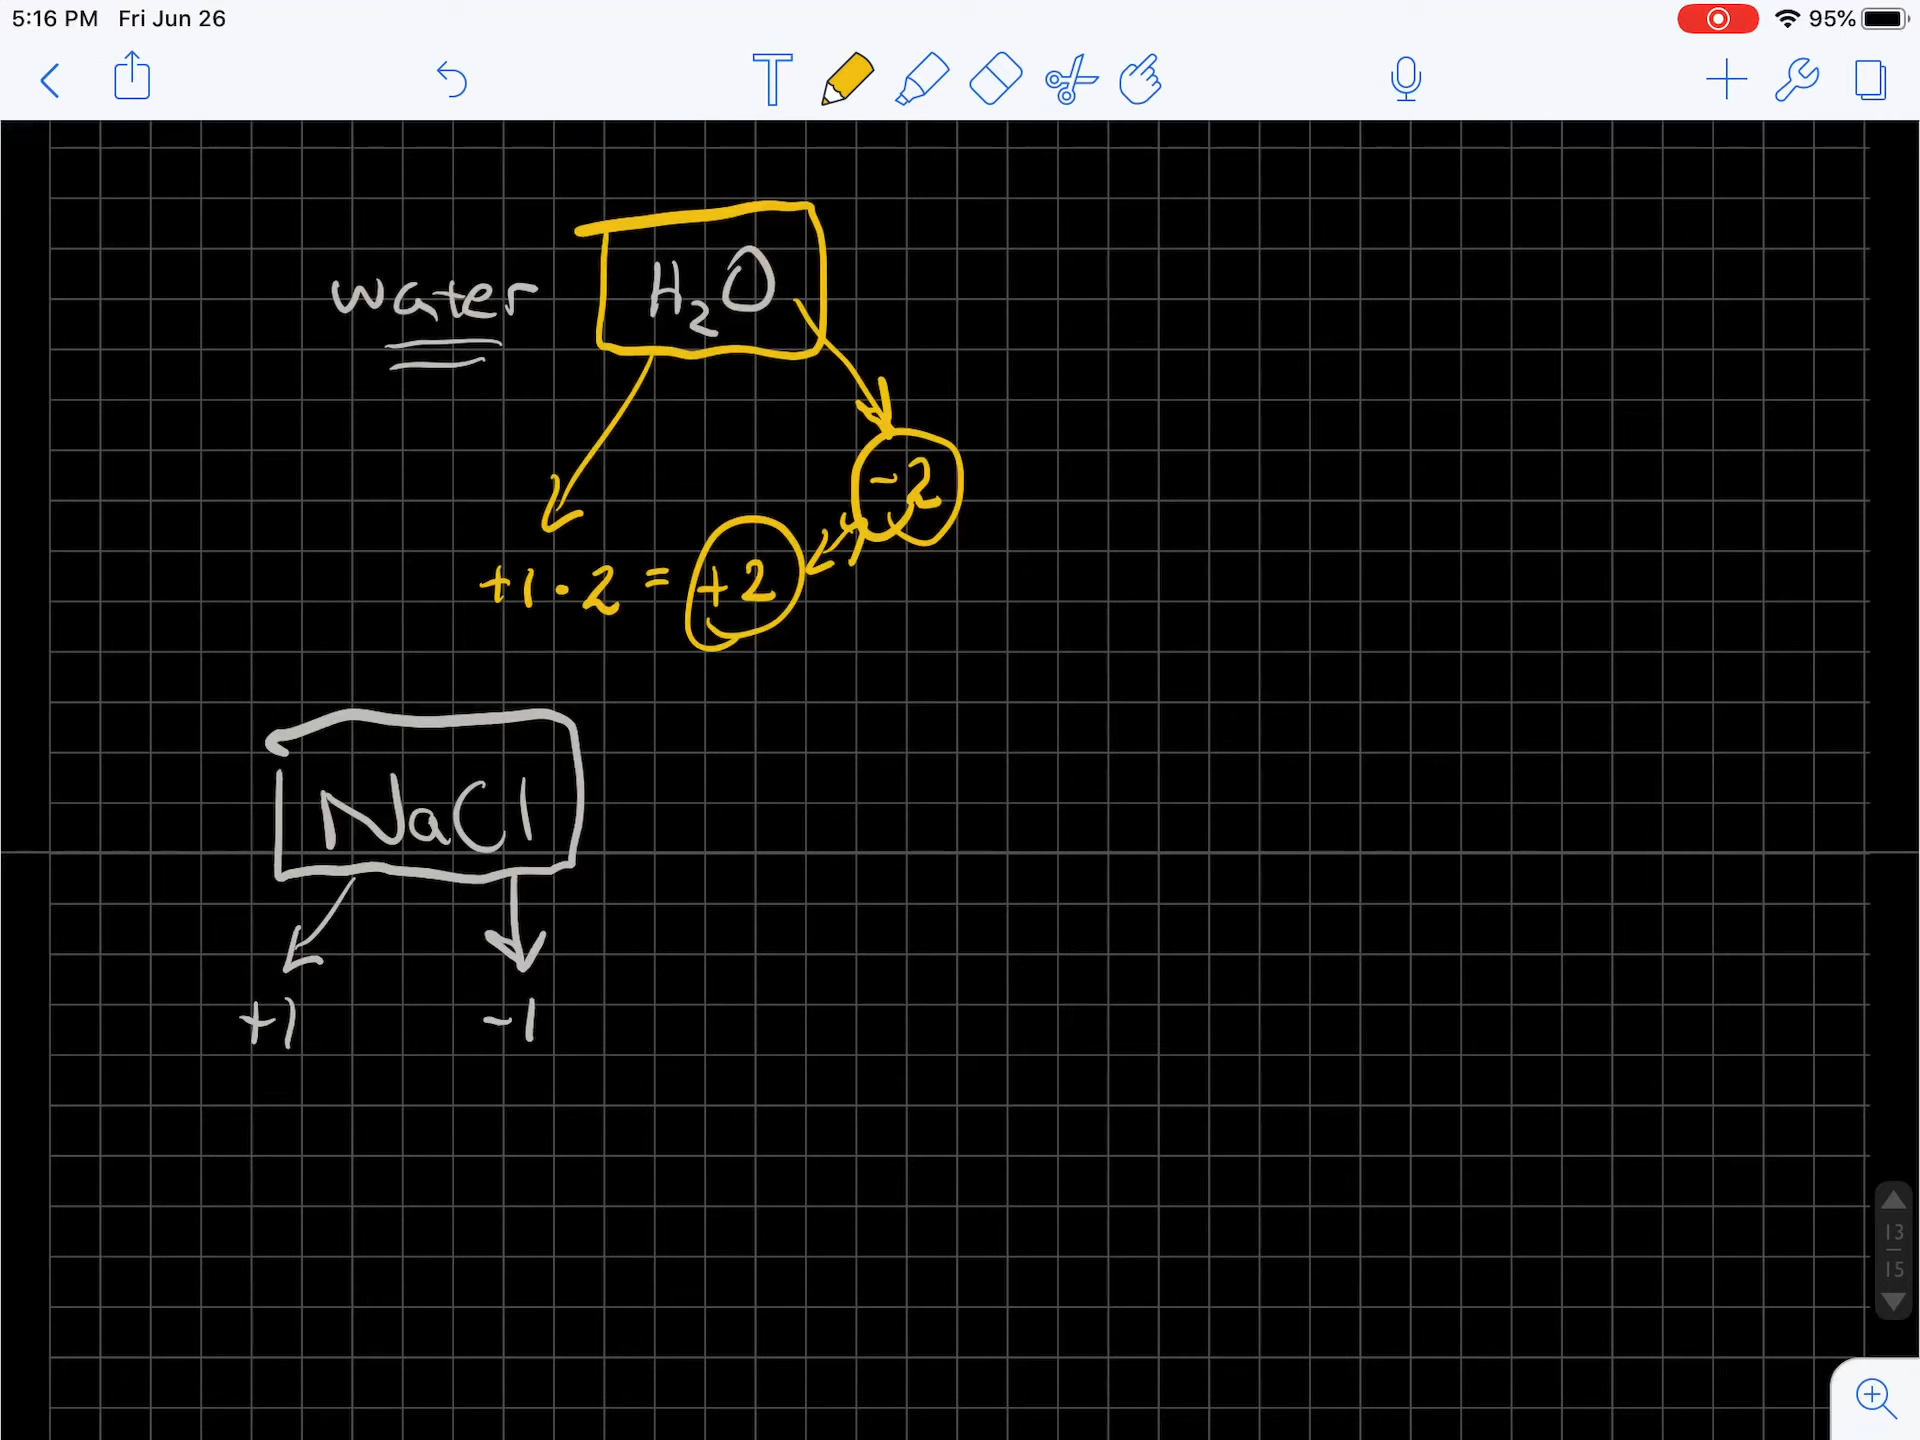 5:16 PM Fri Jun 26 95%
T
water H₂O
-2
+1 · 2 = +2
NaCl
+1 -1
13
15